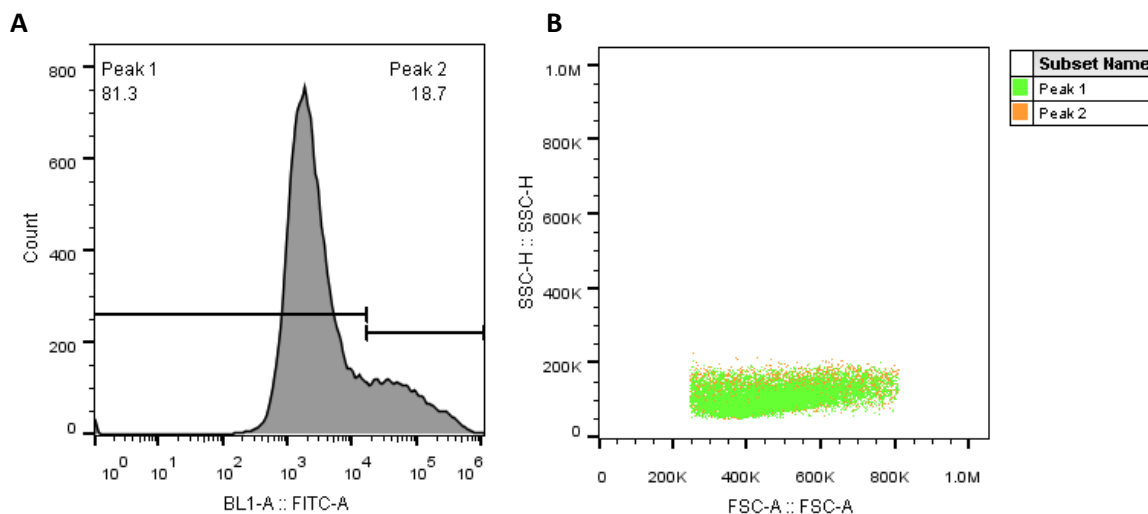 A
800
600
400
200
0
Count
Peak 1
81.3
Peak 2
18.7
10^0 10^1 10^2 10^3 10^4 10^5 10^6
BL1-A :: FITC-A
B
1.0M
800K
600K
400K
200K
0
SSC-H :: SSC-H
0 200K 400K 600K 800K 1.0M
FSC-A :: FSC-A
Subset Name
Peak 1
Peak 2